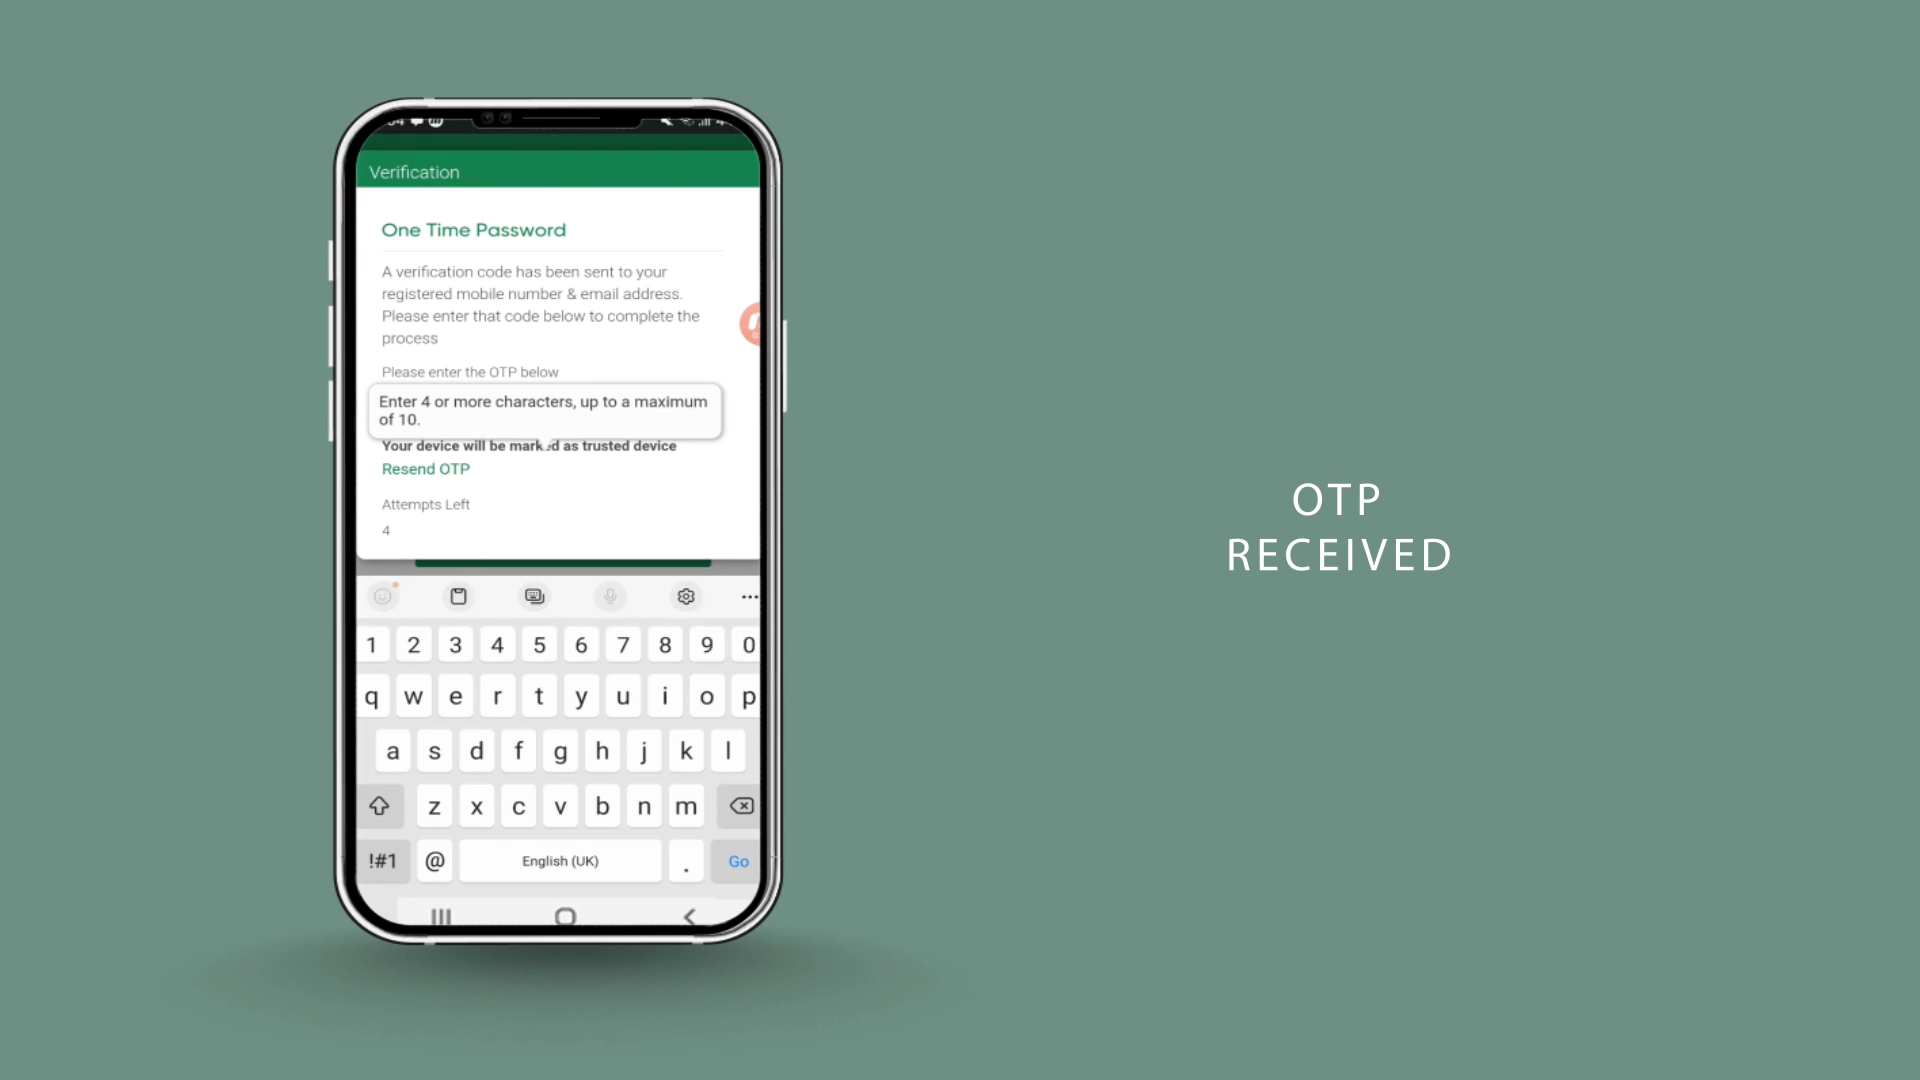 Verification
One Time Password
A verification code has been sent to your
registered mobile number & email address.
Please enter that code below to complete the
process
Please enter the OTP below
Enter 4 or more characters, up to a maximum
of 10.
Your device will be marked as trusted device
Resend OTP
Attempts Left
4
1 2 3 4 5 6 7 8 9 0
q w e r t y u i o p
a s d f g h j k l
z x c v b n m
!#1 @ English (UK) . Go
OTP
RECEIVED